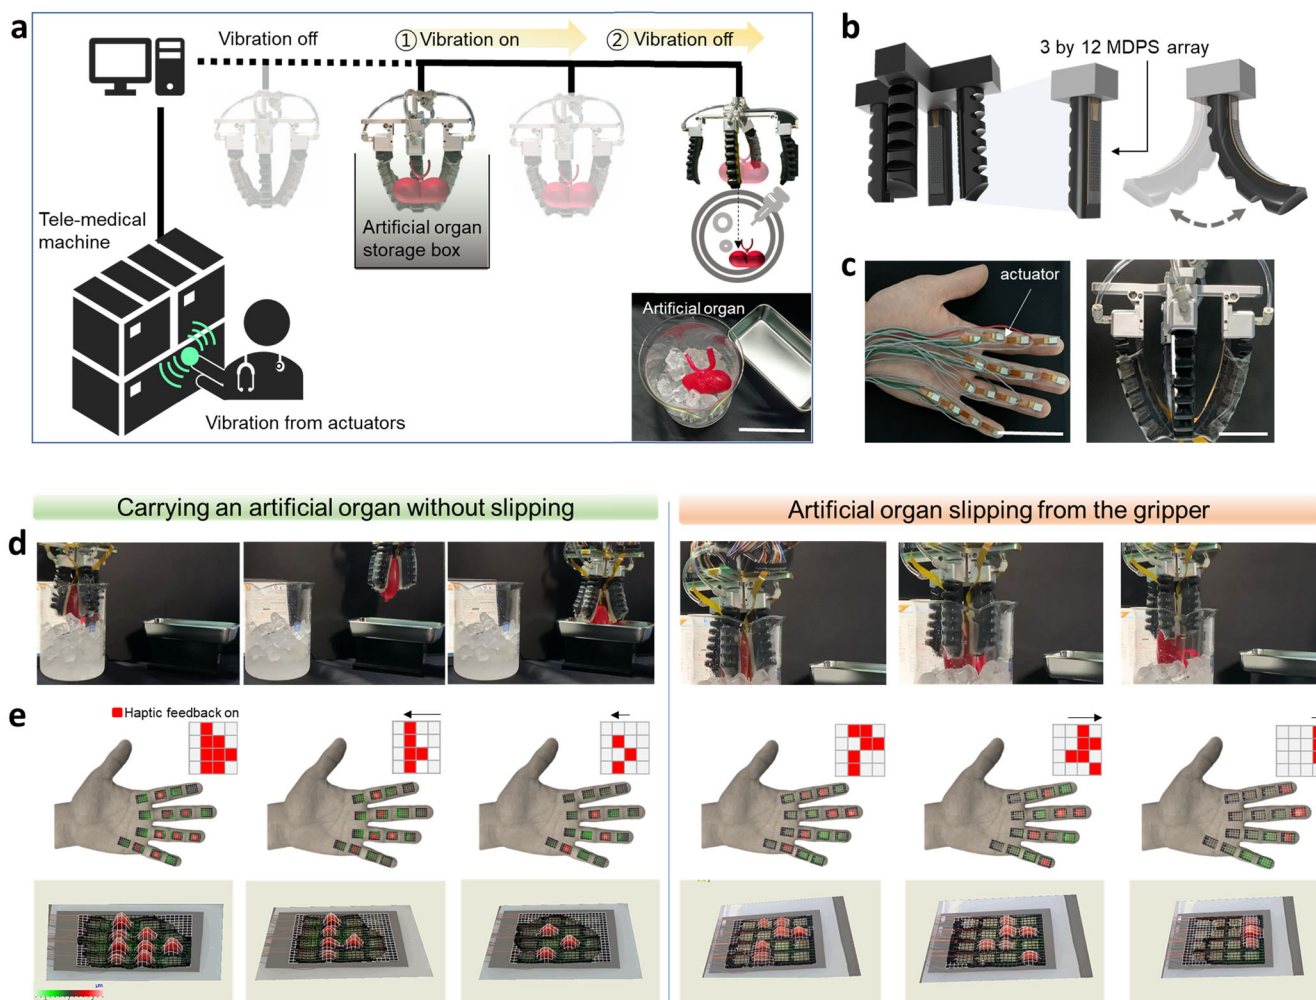 a
Vibration off
① Vibration on
② Vibration off
Tele-medical
machine
Artificial organ
storage box
Vibration from actuators
Artificial organ
b
3 by 12 MDPS array
c
actuator
Carrying an artificial organ without slipping
Artificial organ slipping from the gripper
d
e
Haptic feedback on
μm